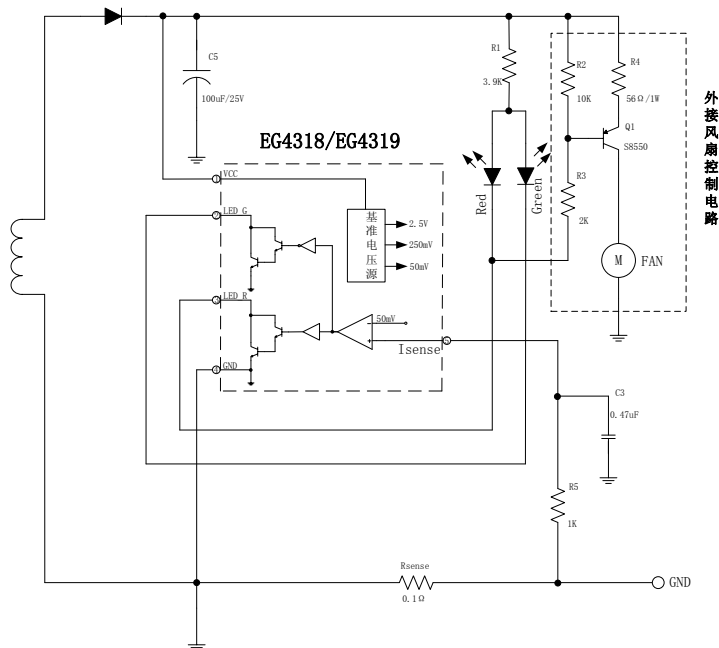 R1
3.9K
R2
10K
R4
56Ω/1W
C5
100uF/25V
Q1
S8550
外接风扇控制电路
EG4318/EG4319
VCC
LED_G
基准电压源
2.5V
250mV
50mV
Red
Green
R3
2K
M
FAN
LED_R
50mV
Isense
GND
C3
0.47uF
R5
1K
Rsense
0.1Ω
GND